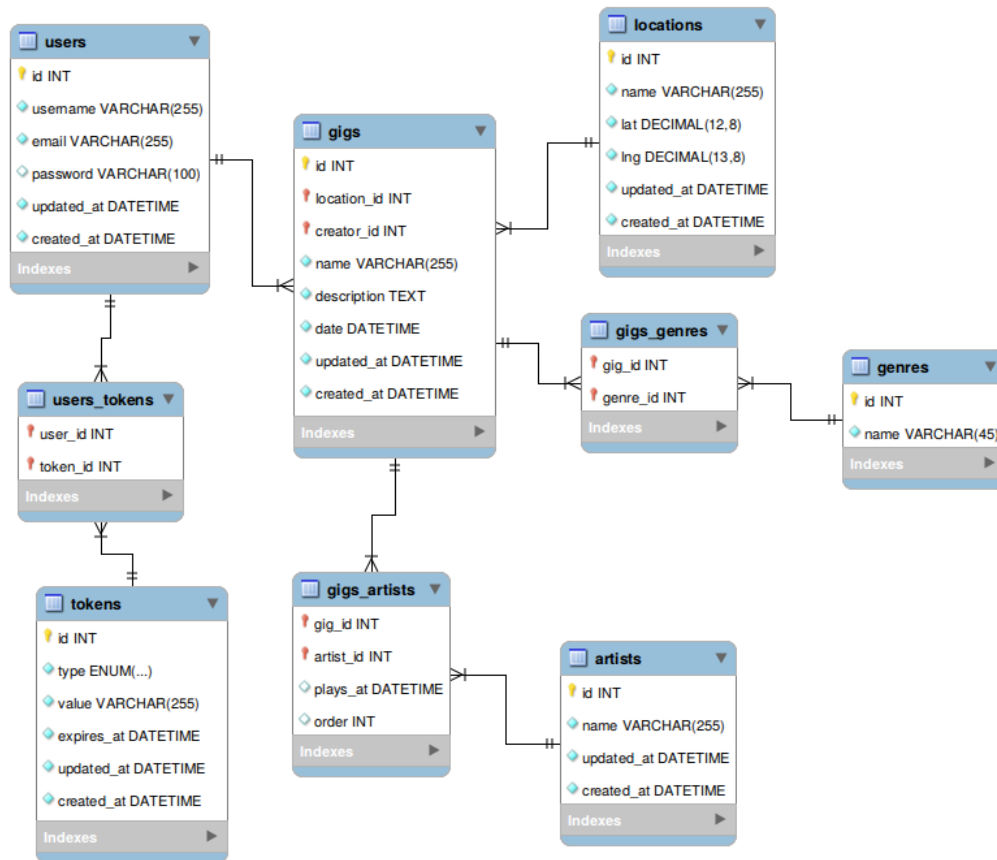 users
id INT
username VARCHAR(255)
email VARCHAR(255)
password VARCHAR(100)
updated_at DATETIME
created_at DATETIME
Indexes
users_tokens
user_id INT
token_id INT
Indexes
tokens
id INT
type ENUM(...)
value VARCHAR(255)
expires_at DATETIME
updated_at DATETIME
created_at DATETIME
Indexes
gigs
id INT
location_id INT
creator_id INT
name VARCHAR(255)
description TEXT
date DATETIME
updated_at DATETIME
created_at DATETIME
Indexes
gigs_artists
gig_id INT
artist_id INT
plays_at DATETIME
order INT
Indexes
locations
id INT
name VARCHAR(255)
lat DECIMAL(12,8)
lng DECIMAL(13,8)
updated_at DATETIME
created_at DATETIME
Indexes
gigs_genres
gig_id INT
genre_id INT
Indexes
genres
id INT
name VARCHAR(45)
Indexes
artists
id INT
name VARCHAR(255)
updated_at DATETIME
created_at DATETIME
Indexes